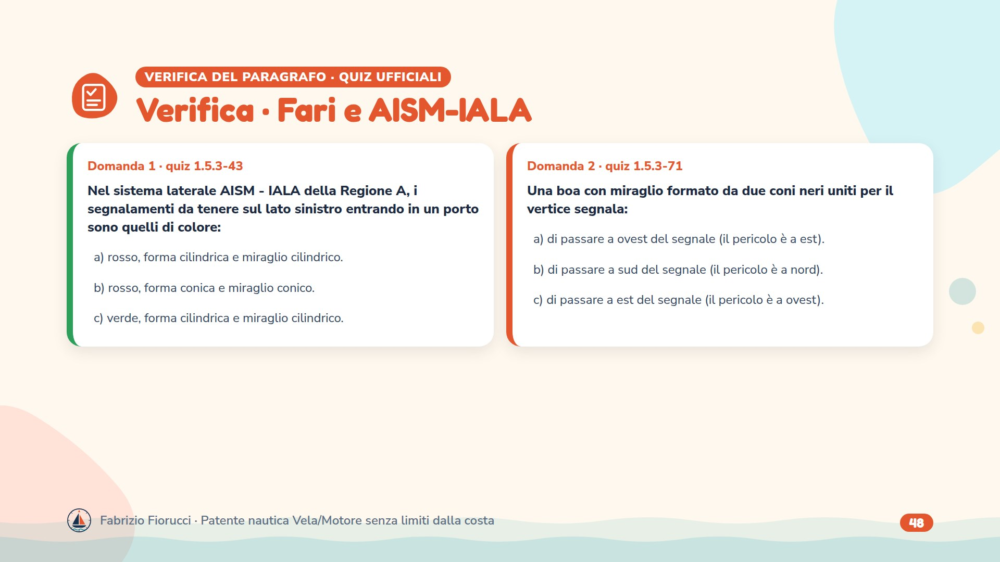 VERIFICA DEL PARAGRAFO · QUIZ UFFICIALI
Verifica · Fari e AISM-IALA
Domanda 1 · quiz 1.5.3-43
Nel sistema laterale AISM - IALA della Regione A, i
segnalamenti da tenere sul lato sinistro entrando in un porto
sono quelli di colore:
a) rosso, forma cilindrica e miraglio cilindrico.
b) rosso, forma conica e miraglio conico.
c) verde, forma cilindrica e miraglio cilindrico.
Domanda 2 · quiz 1.5.3-71
Una boa con miraglio formato da due coni neri uniti per il
vertice segnala:
a) di passare a ovest del segnale (il pericolo è a est).
b) di passare a sud del segnale (il pericolo è a nord).
c) di passare a est del segnale (il pericolo è a ovest).
Fabrizio Fiorucci · Patente nautica Vela/Motore senza limiti dalla costa
48